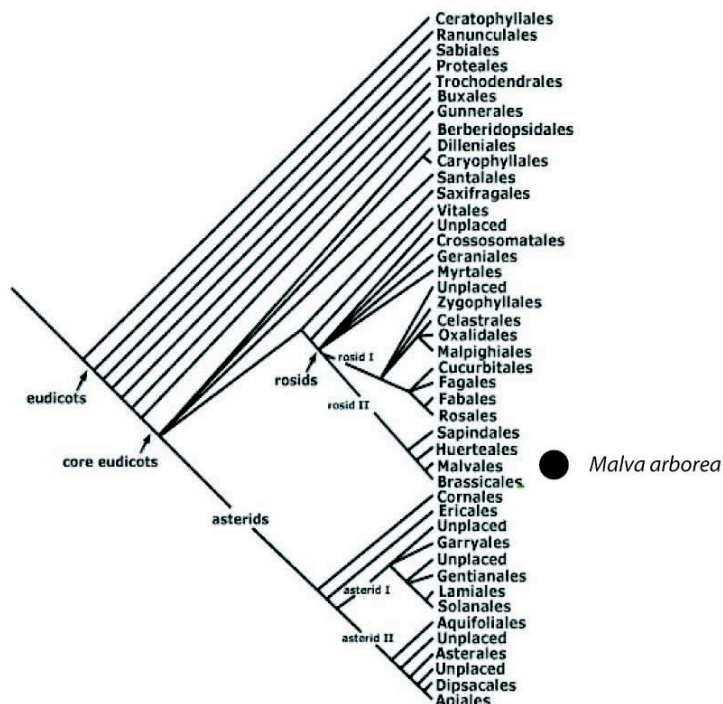 Ceratophyllales
Ranunculales
Sabiales
Proteales
Trochodendrales
Buxales
Gunnerales
Berberidopsidales
Dilleniales
Caryophyllales
Santalales
Saxifragales
Vitales
Unplaced
Crossosomatales
Geraniales
Myrtales
Unplaced
Zygophyllales
Celastrales
Oxalidales
Malpighiales
Cucurbitales
Fagales
Fabales
Rosales
Sapindales
Huerteales
Malvales
Brassicales
Cornales
Ericales
Unplaced
Garryales
Unplaced
Gentianales
Lamiales
Solanales
Aquifoliales
Unplaced
Asterales
Unplaced
Dipsacales
Apiales
eudicots
core eudicots
rosids
rosid I
rosid II
asterids
asterid I
asterid II
Malva arborea